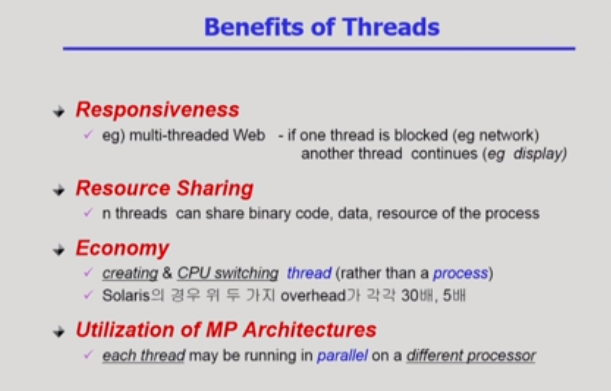 Benefits of Threads
Responsiveness
✓ eg) multi-threaded Web - if one thread is blocked (eg network)
another thread continues (eg display)
Resource Sharing
✓ n threads can share binary code, data, resource of the process
Economy
✓ creating & CPU switching thread (rather than a process)
✓ Solaris의 경우 위 두 가지 overhead가 각각 30배, 5배
Utilization of MP Architectures
✓ each thread may be running in parallel on a different processor